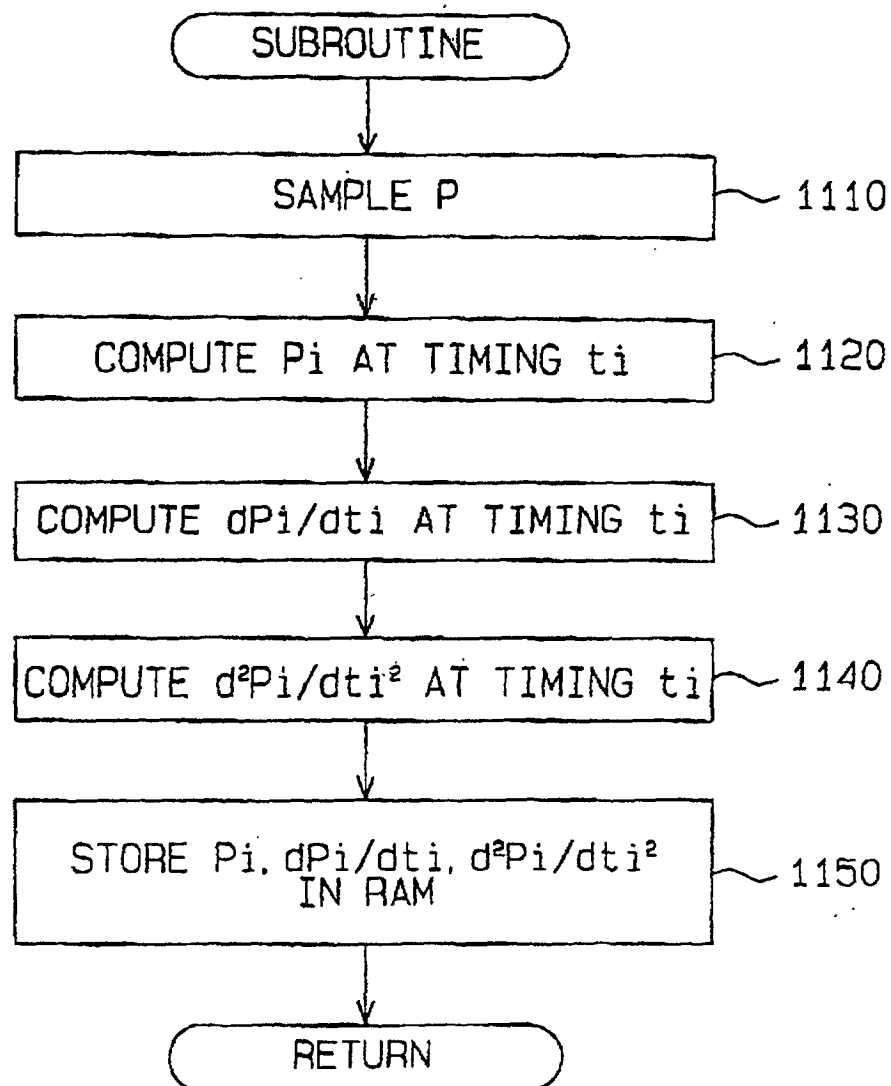 SUBROUTINE
SAMPLE P
1110
COMPUTE Pi AT TIMING ti
1120
COMPUTE dPi/dti AT TIMING ti
1130
COMPUTE d²Pi/dti² AT TIMING ti
1140
STORE Pi, dPi/dti, d²Pi/dti²
IN RAM
1150
RETURN